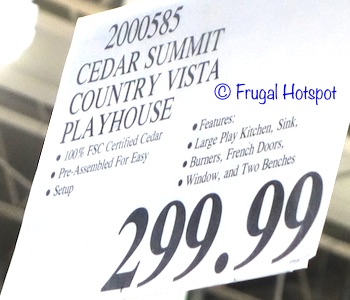 2000585
CEDAR SUMMIT
COUNTRY VISTA
PLAYHOUSE
• 100% FSC Certified Cedar
• Pre-Assembled For Easy
• Setup
• Features:
• Large Play Kitchen, Sink,
• Burners, French Doors,
• Window, and Two Benches
299.99
© Frugal Hotspot